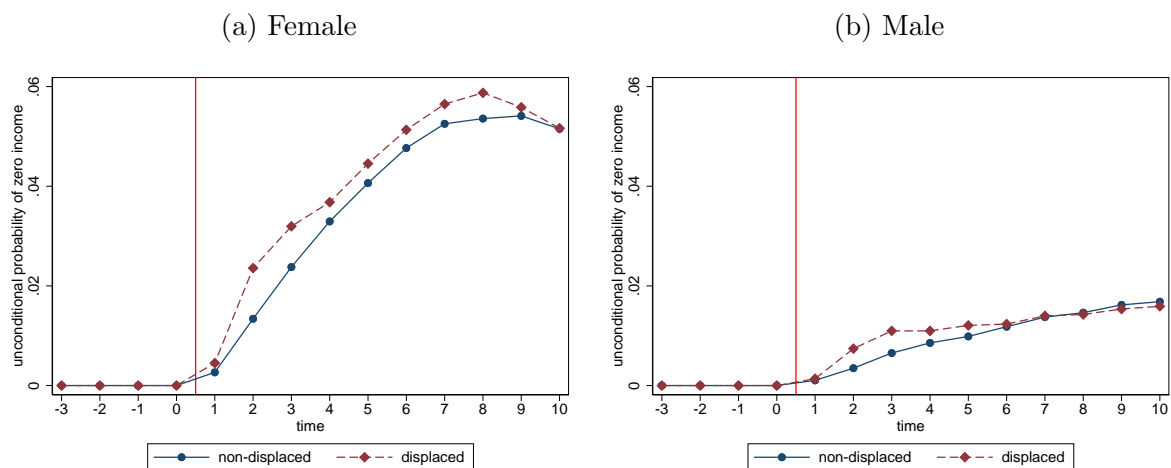 (a) Female
unconditional probability of zero income
.06
.04
.02
0
-3 -2 -1 0 1 2 3 4 5 6 7 8 9 10
time
non-displaced displaced
(b) Male
unconditional probability of zero income
.06
.04
.02
0
-3 -2 -1 0 1 2 3 4 5 6 7 8 9 10
time
non-displaced displaced